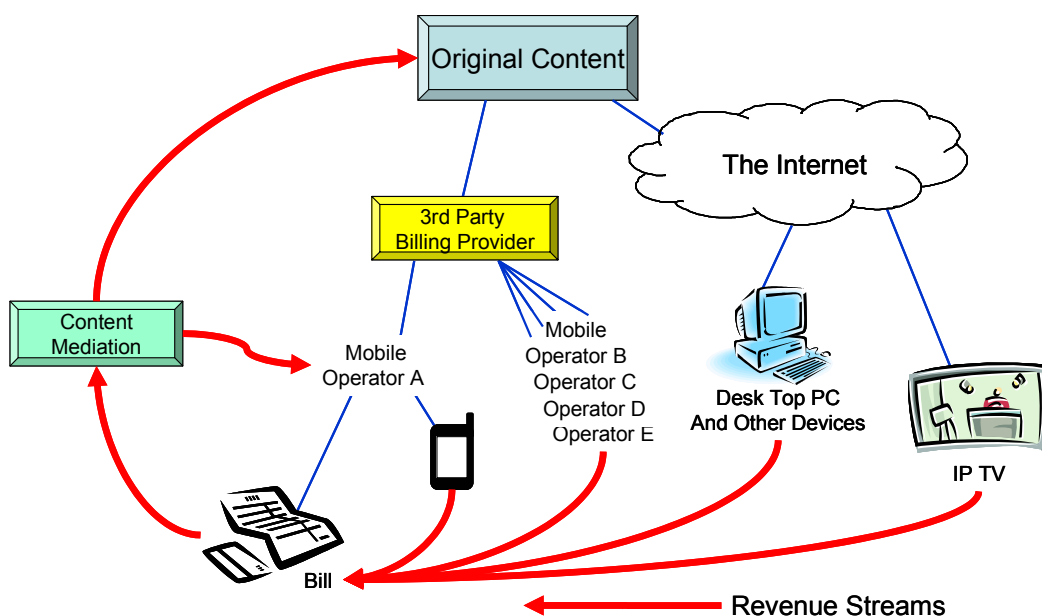 Original Content
The Internet
3rd Party
Billing Provider
Content
Mediation
Mobile
Operator A
Mobile
Operator B
Operator C
Operator D
Operator E
Desk Top PC
And Other Devices
IP TV
Bill
Revenue Streams